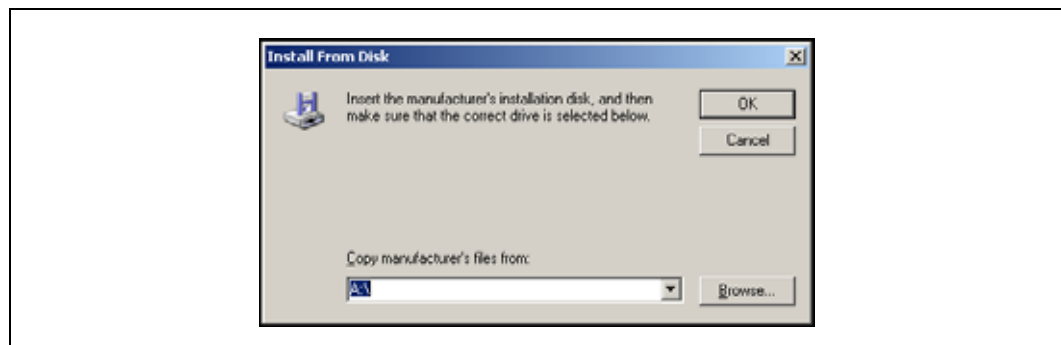 Install From Disk
Insert the manufacturer's installation disk, and then
make sure that the correct drive is selected below.
OK
Cancel
Copy manufacturer's files from:
A:\
Browse...